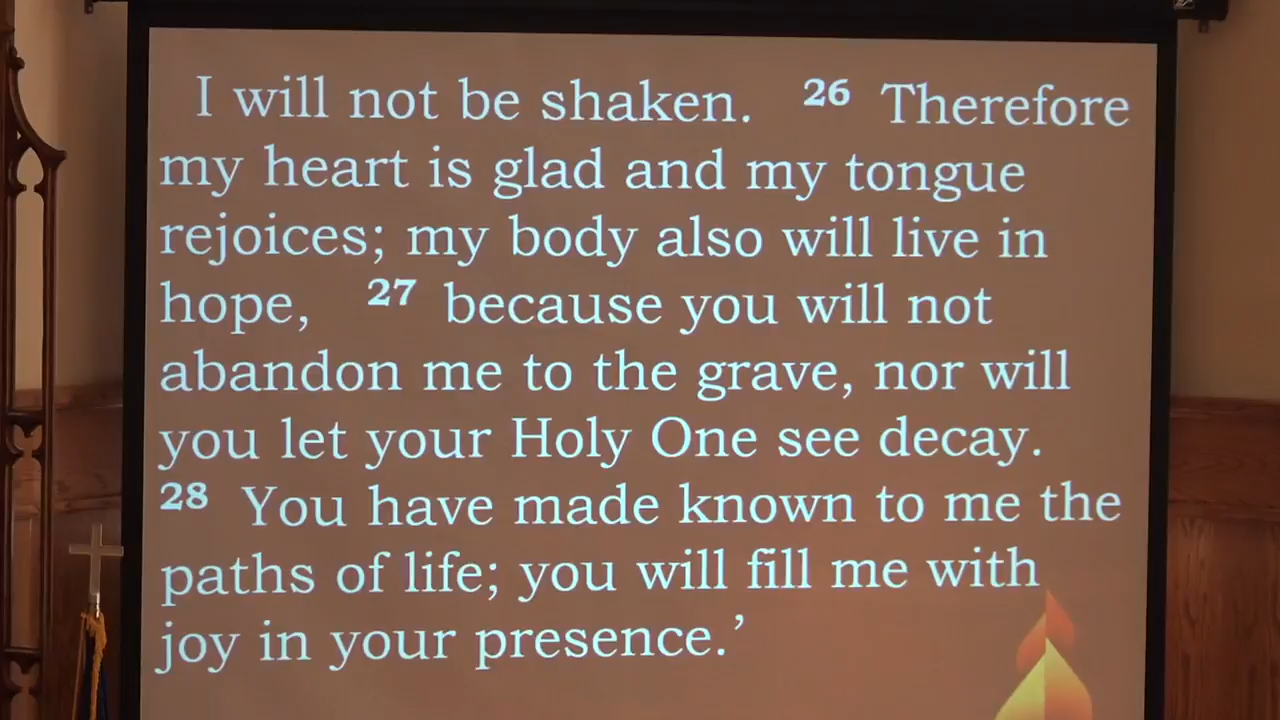 I will not be shaken. 26 Therefore
my heart is glad and my tongue
rejoices; my body also will live in
hope, 27 because you will not
abandon me to the grave, nor will
you let your Holy One see decay.
28 You have made known to me the
paths of life; you will fill me with
joy in your presence.’